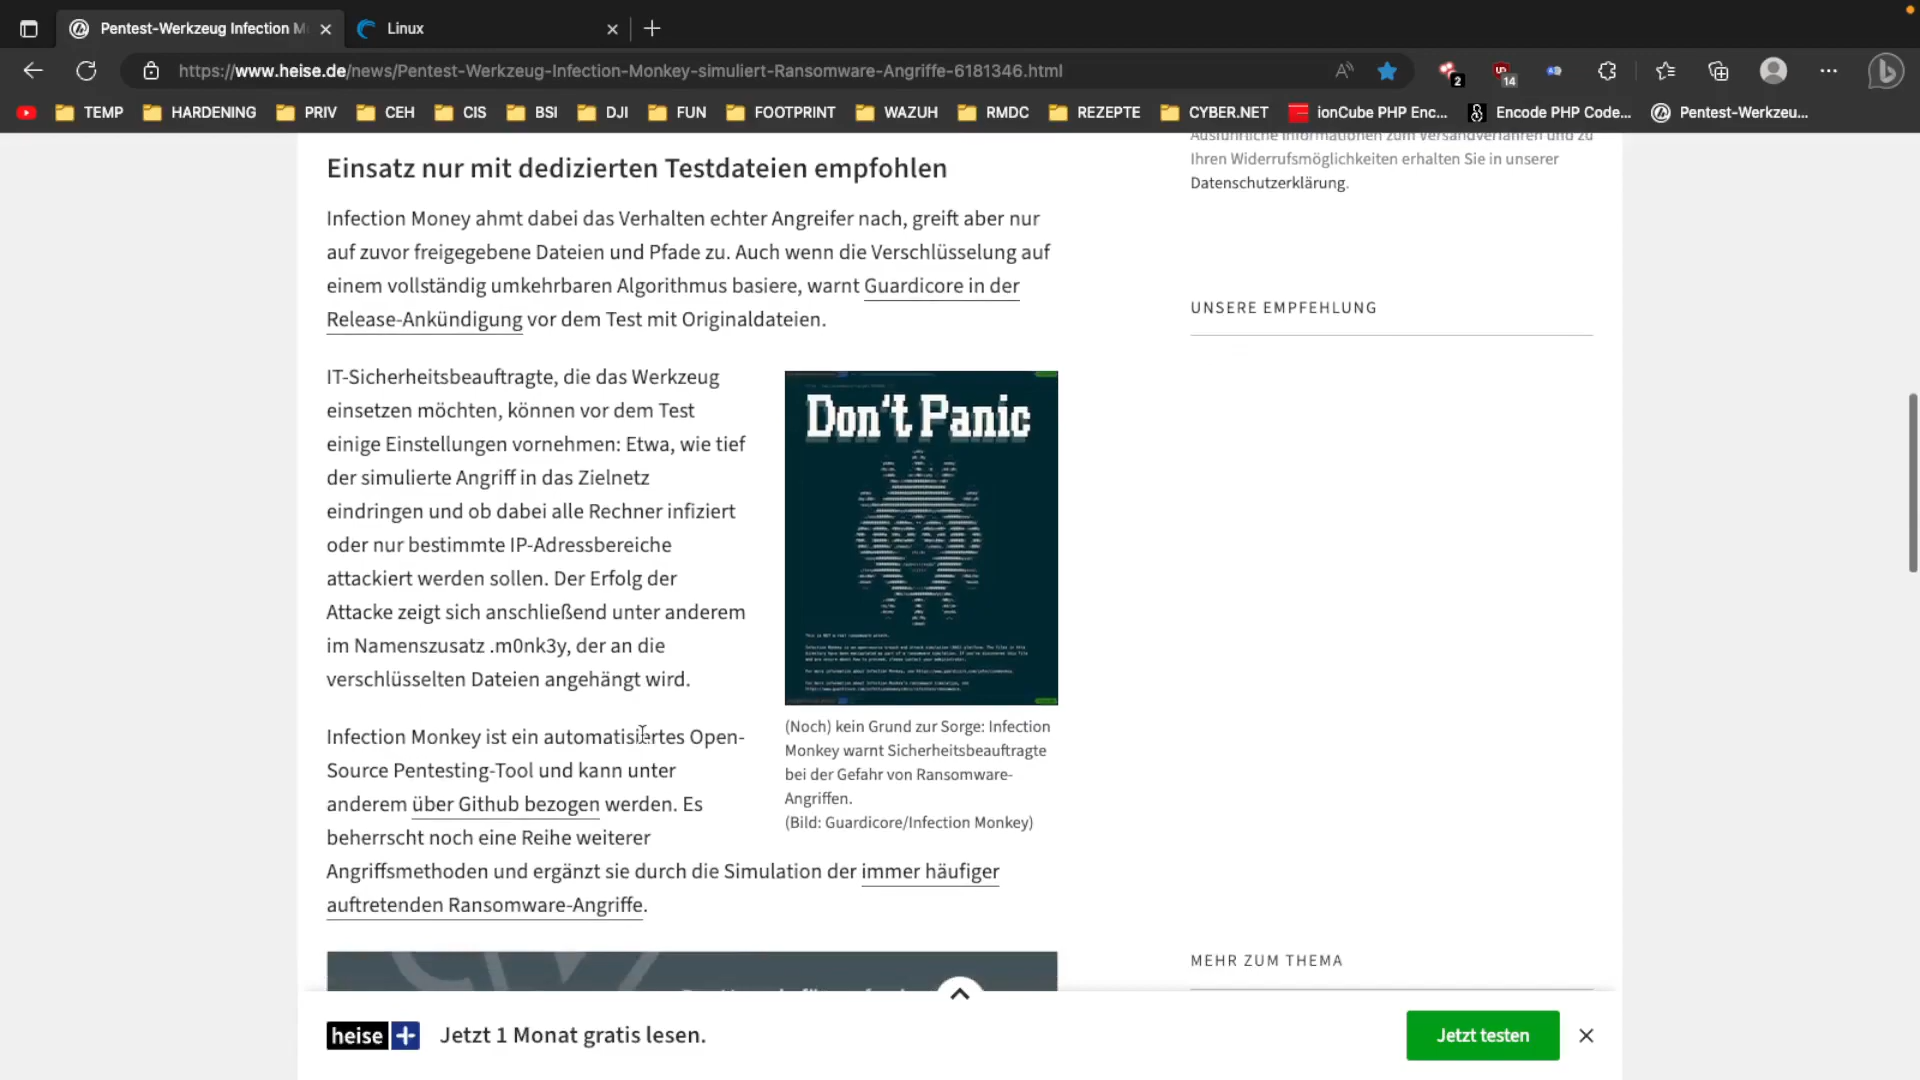 Pentest-Werkzeug Infection M
Linux
https://www.heise.de/news/Pentest-Werkzeug-Infection-Monkey-simuliert-Ransomware-Angriffe-6181346.html
2
14
TEMP
HARDENING
PRIV
CEH
CIS
BSI
DJI
FUN
FOOTPRINT
WAZUH
RMDC
REZEPTE
CYBER.NET
ionCube PHP Enc...
Encode PHP Code...
Pentest-Werkzeu...
Einsatz nur mit dedizierten Testdateien empfohlen
Infection Money ahmt dabei das Verhalten echter Angreifer nach, greift aber nur
auf zuvor freigegebene Dateien und Pfade zu. Auch wenn die Verschlüsselung auf
einem vollständig umkehrbaren Algorithmus basiere, warnt Guardicore in der
Release-Ankündigung vor dem Test mit Originaldateien.
IT-Sicherheitsbeauftragte, die das Werkzeug
einsetzen möchten, können vor dem Test
einige Einstellungen vornehmen: Etwa, wie tief
der simulierte Angriff in das Zielnetz
eindringen und ob dabei alle Rechner infiziert
oder nur bestimmte IP-Adressbereiche
attackiert werden sollen. Der Erfolg der
Attacke zeigt sich anschließend unter anderem
im Namenszusatz .m0nk3y, der an die
verschlüsselten Dateien angehängt wird.
Don't Panic
This is NOT a real ransomware attack.
(Noch) kein Grund zur Sorge: Infection
Monkey warnt Sicherheitsbeauftragte
bei der Gefahr von Ransomware-
Angriffen.
(Bild: Guardicore/Infection Monkey)
Infection Monkey ist ein automatisiertes Open-
Source Pentesting-Tool und kann unter
anderem über Github bezogen werden. Es
beherrscht noch eine Reihe weiterer
Angriffsmethoden und ergänzt sie durch die Simulation der immer häufiger
auftretenden Ransomware-Angriffe.
Ausführliche Informationen zum Versandverfahren und zu
Ihren Widerrufsmöglichkeiten erhalten Sie in unserer
Datenschutzerklärung.
UNSERE EMPFEHLUNG
MEHR ZUM THEMA
heise +
Jetzt 1 Monat gratis lesen.
Jetzt testen